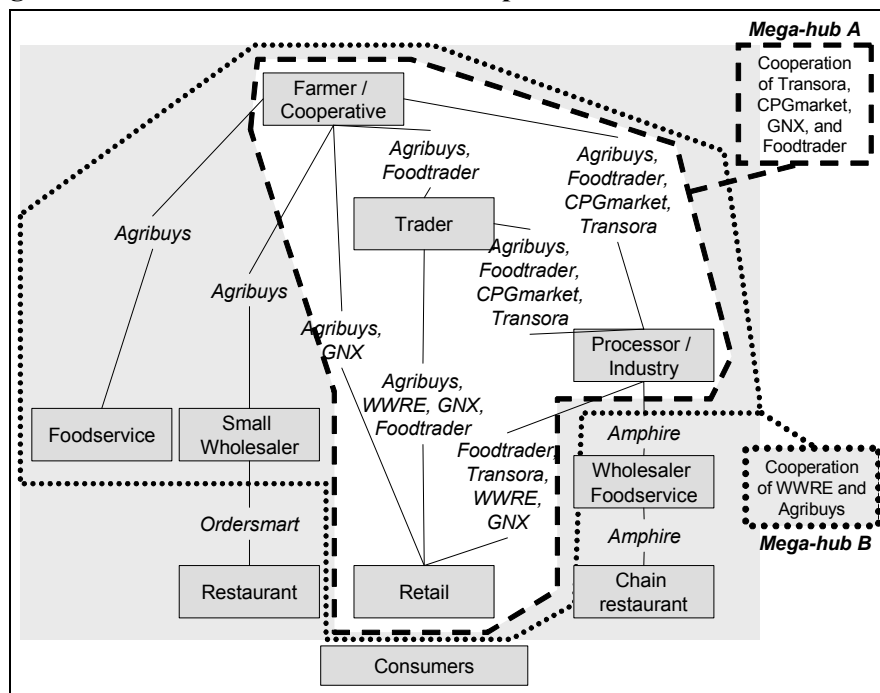 Mega-hub A
Cooperation
of Transora,
CPGmarket,
GNX, and
Foodtrader
Farmer /
Cooperative
Agribuys,
Foodtrader
Agribuys,
Foodtrader,
CPGmarket,
Transora
Trader
Agribuys
Agribuys,
Foodtrader,
CPGmarket,
Transora
Agribuys
Agribuys,
GNX
Processor /
Industry
Agribuys,
WWRE, GNX,
Foodtrader
Foodservice
Small
Wholesaler
Foodtrader,
Transora,
WWRE,
GNX
Amphire
Wholesaler
Foodservice
Cooperation
of WWRE and
Agribuys
Mega-hub B
Ordersmart
Amphire
Restaurant
Retail
Chain
restaurant
Consumers